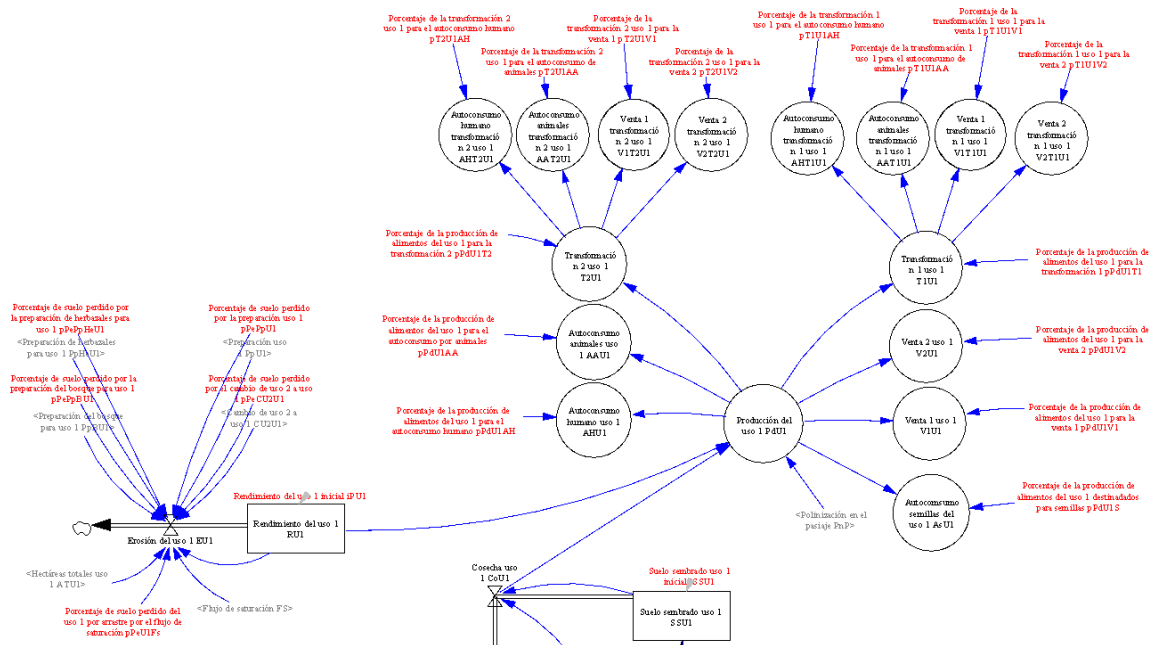 Porcentaje de la transformación 2
uso 1 para el autoconsumo humano
pT2U1AH
Porcentaje de la transformación 2
uso 1 para el autoconsumo de
animales pT2U1AA
Porcentaje de la
transformación 2 uso 1 para la
venta 1 pT2U1V1
Porcentaje de la
transformación 2 uso 1 para la
venta 2 pT2U1V2
Porcentaje de la transformación 1
uso 1 para el autoconsumo humano
pT1U1AH
Porcentaje de la transformación 1
uso 1 para el autoconsumo de
animales pT1U1AA
Porcentaje de la
transformación 1 uso 1 para la
venta 1 pT1U1V1
Porcentaje de la
transformación 1 uso 1 para la
venta 2 pT1U1V2
Autoconsumo
humano
transformació
n 2 uso 1
AHT2U1
Autoconsumo
animales
transformació
n 2 uso 1
AAT2U1
Venta 1
transformació
n 2 uso 1
V1T2U1
Venta 2
transformació
n 2 uso 1
V2T2U1
Autoconsumo
humano
transformació
n 1 uso 1
AHT1U1
Autoconsumo
animales
transformació
n 1 uso 1
AAT1U1
Venta 1
transformació
n 1 uso 1
V1T1U1
Venta 2
transformació
n 1 uso 1
V2T1U1
Porcentaje de la producción de
alimentos del uso 1 para la
transformación 2 pPdU1T2
Transformació
n 2 uso 1
T2U1
Transformació
n 1 uso 1
T1U1
Porcentaje de la producción de
alimentos del uso 1 para la
transformación 1 pPdU1T1
Porcentaje de suelo perdido por
la preparación de herbazales para
uso 1 pPePpHeU1
<Preparación de herbazales
para uso 1 PpHeU1>
Porcentaje de suelo perdido por la
preparación del bosque para uso 1
pPePpBU1
<Preparación del bosque
para uso 1 PpBU1>
Porcentaje de suelo perdido
por la preparación uso 1
pPePpU1
<Preparación uso
1 PpU1>
Porcentaje de suelo perdido
por el cambio de uso 2 a uso
1 pPeCU2U1
<Cambio de uso 2 a
uso 1 CU2U1>
Porcentaje de la producción de
alimentos del uso 1 para el
autoconsumo por animales
pPdU1AA
Autoconsumo
animales uso
1 AAU1
Venta 2 uso 1
V2U1
Porcentaje de la producción de
alimentos del uso 1 para la
venta 2 pPdU1V2
Porcentaje de la producción de
alimentos del uso 1 para el
autoconsumo humano pPdU1AH
Autoconsumo
humano uso 1
AHU1
Producción del
uso 1 PdU1
Venta 1 uso 1
V1U1
Porcentaje de la producción de
alimentos del uso 1 para la
venta 1 pPdU1V1
Rendimiento del uso 1 inicial iPU1
Rendimiento del uso 1
RU1
Erosión del uso 1 EU1
<Polinización en el
pasiaje PnP>
Autoconsumo
semillas del
uso 1 AsU1
Porcentaje de la producción de
alimentos del uso 1 destinados
para semillas pPdU1S
<Hectáreas totales uso
1 ATU1>
Porcentaje de suelo perdido del
uso 1 por arrastre por el flujo de
saturación pPeU1Fs
<Flujo de saturación FS>
Cosecha uso
1 CoU1
Suelo sembrado uso 1
inicial iSSU1
Suelo sembrado uso 1
SSU1